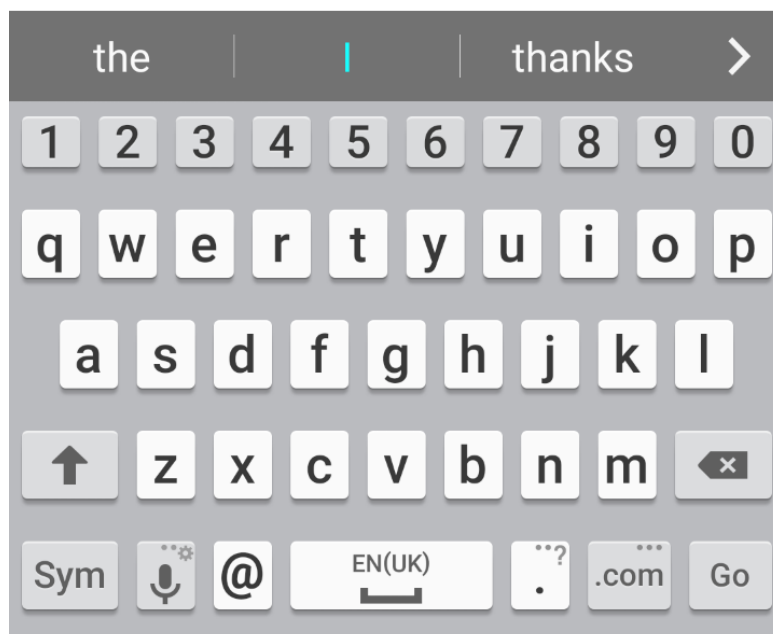 the I thanks
1 2 3 4 5 6 7 8 9 0
q w e r t y u i o p
a s d f g h j k l
z x c v b n m
Sym @ EN(UK) . ? .com Go